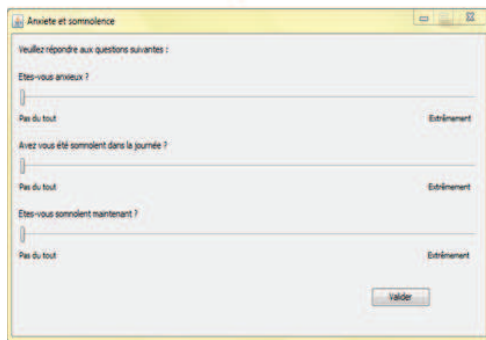 Anxiete et somnolence
Veuillez répondre aux questions suivantes :
Etes-vous anxieux ?
Pas du tout Extrêmement
Avez vous été somnolent dans la journée ?
Pas du tout Extrêmement
Etes-vous somnolent maintenant ?
Pas du tout Extrêmement
Valider